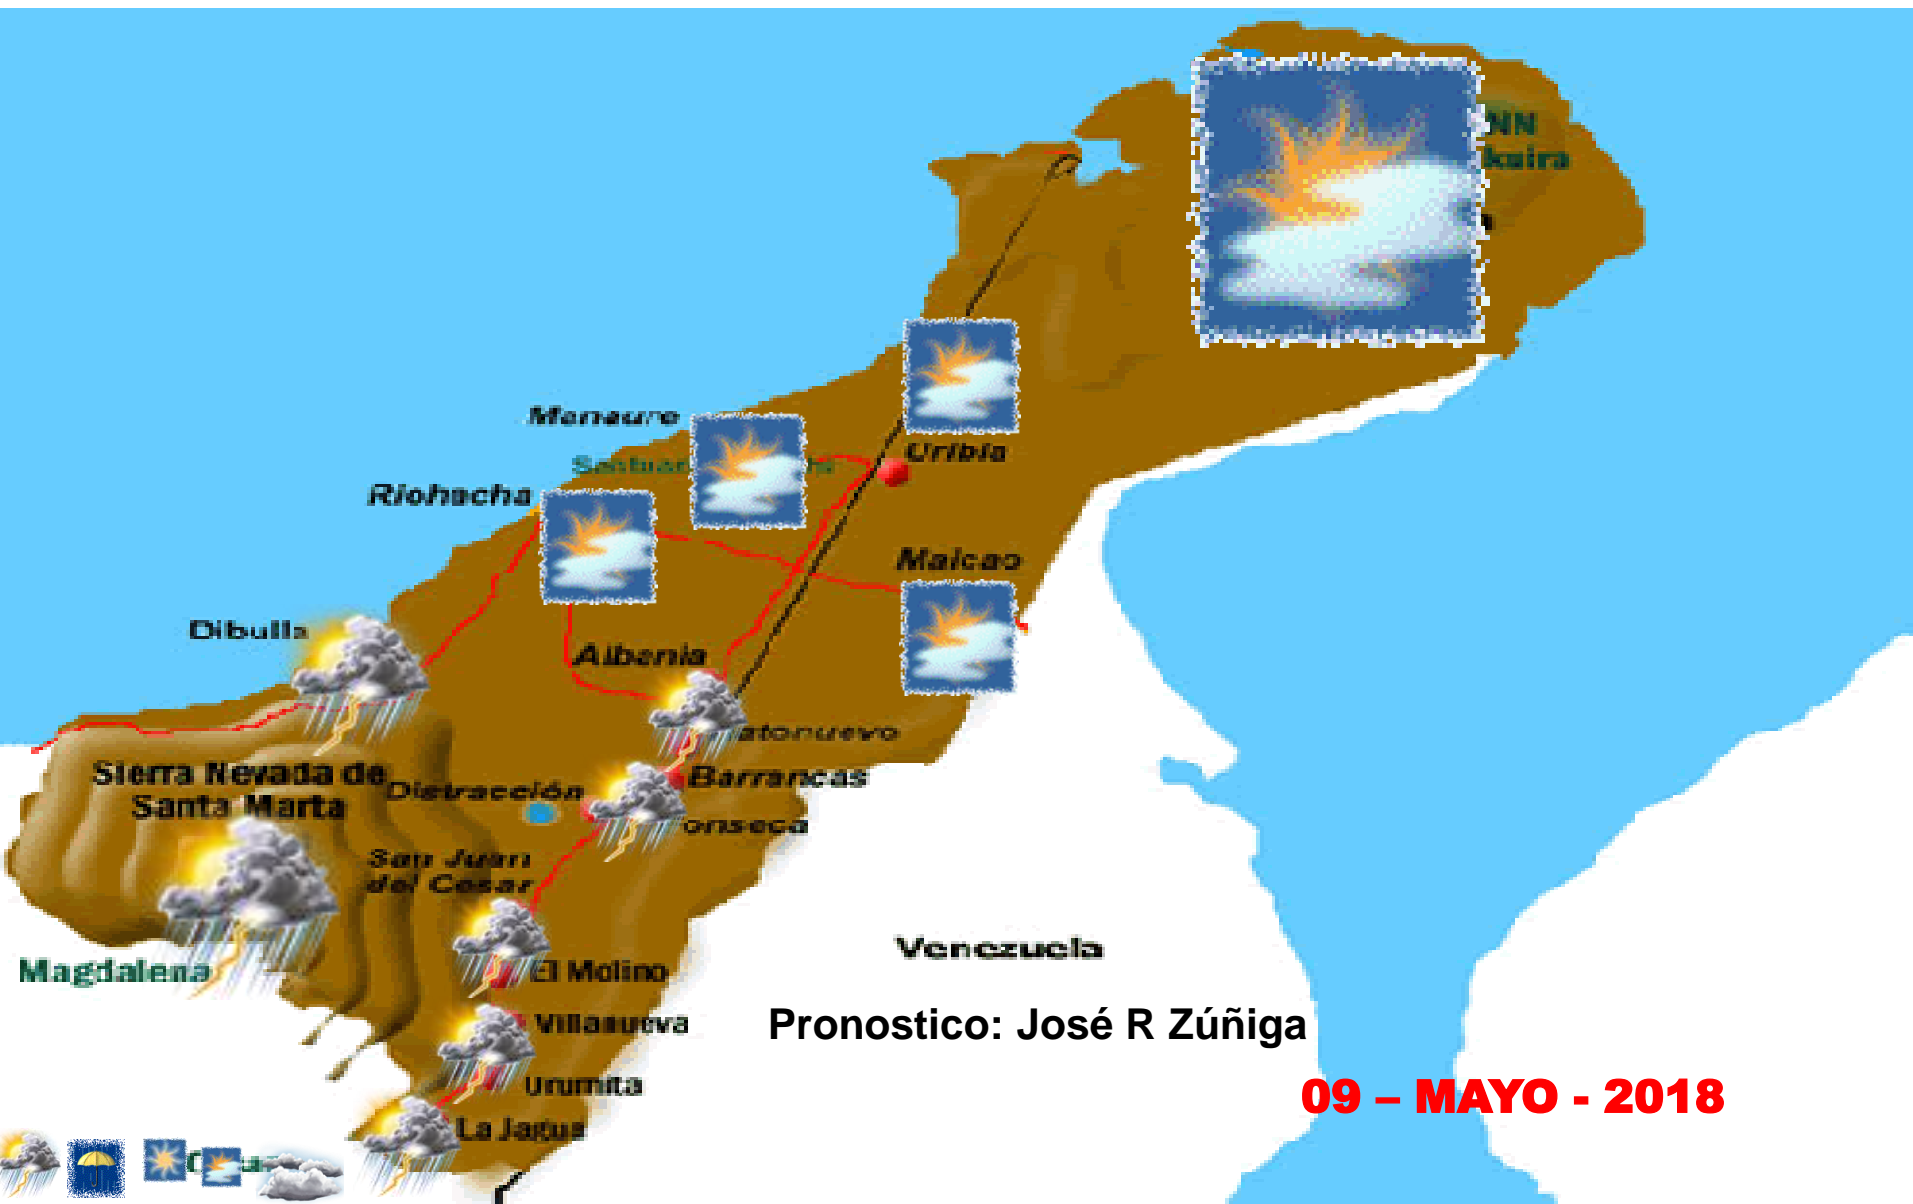 Manaure
Uribia
Riohacha
Maicao
Dibulla
Albania
Barrancas
Sierra Nevada de
Santa Marta
Distracción
San Juan
del Cesar
Venezuela
Magdalena
El Molino
Villanueva
Pronostico: José R Zúñiga
Urumita
09 – MAYO - 2018
La Jagua